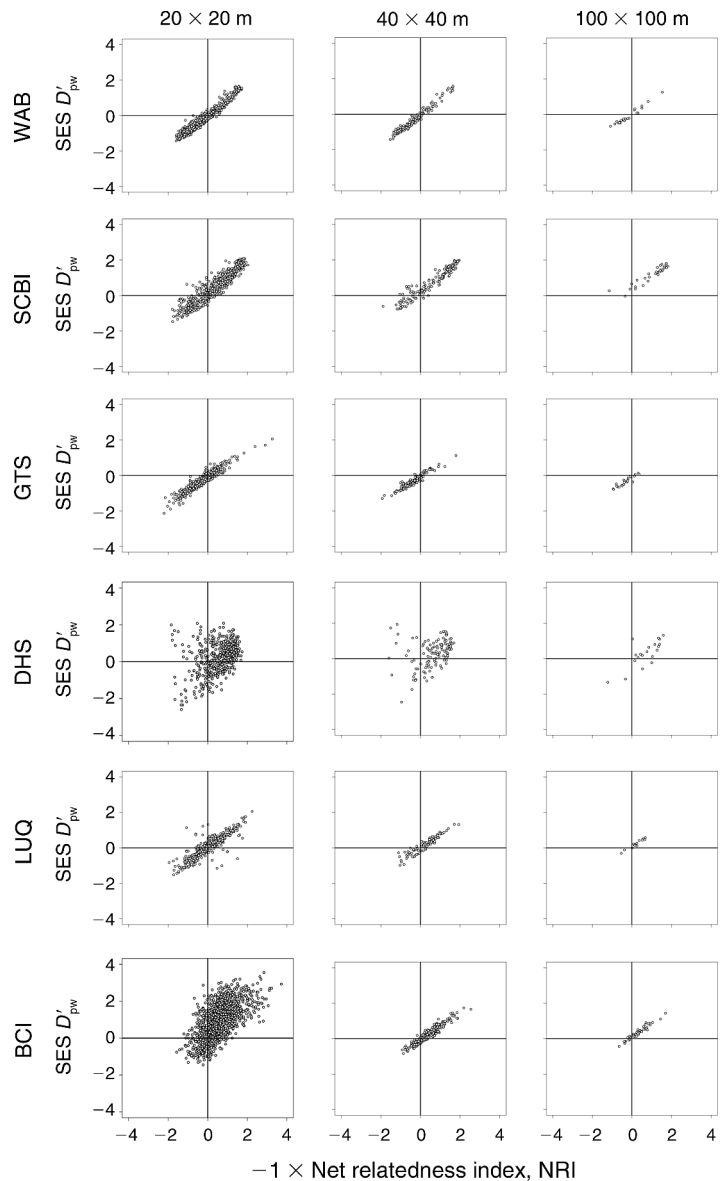 20 × 20 m 40 × 40 m 100 × 100 m
WAB
SES D′pw
4
2
0
−2
−4
SCBI
SES D′pw
4
2
0
−2
−4
GTS
SES D′pw
4
2
0
−2
−4
DHS
SES D′pw
4
2
0
−2
−4
LUQ
SES D′pw
4
2
0
−2
−4
BCI
SES D′pw
4
2
0
−2
−4
−4 −2 0 2 4 −4 −2 0 2 4 −4 −2 0 2 4
−1 × Net relatedness index, NRI